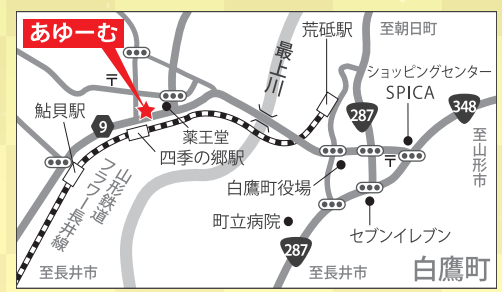 あゆーむ
荒砥駅
至朝日町
最上川
ショッピングセンター
SPICA
鮎貝駅
9
薬王堂
四季の郷駅
287
348
至山形市
山形鉄道
フラワー長井線
白鷹町役場
町立病院
セブンイレブン
287
至長井市
至長井市
白鷹町